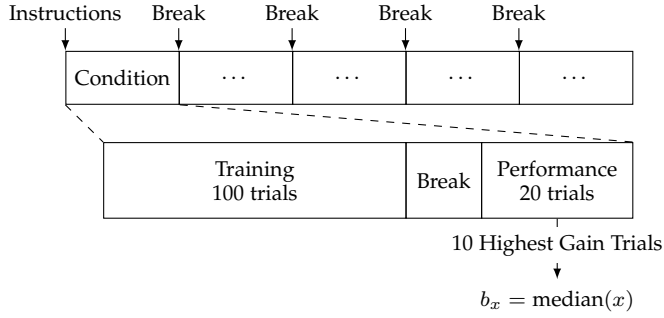 Instructions Break Break Break Break
Condition ... ... ... ...
Training
100 trials
Break
Performance
20 trials
10 Highest Gain Trials
b_x = median(x)